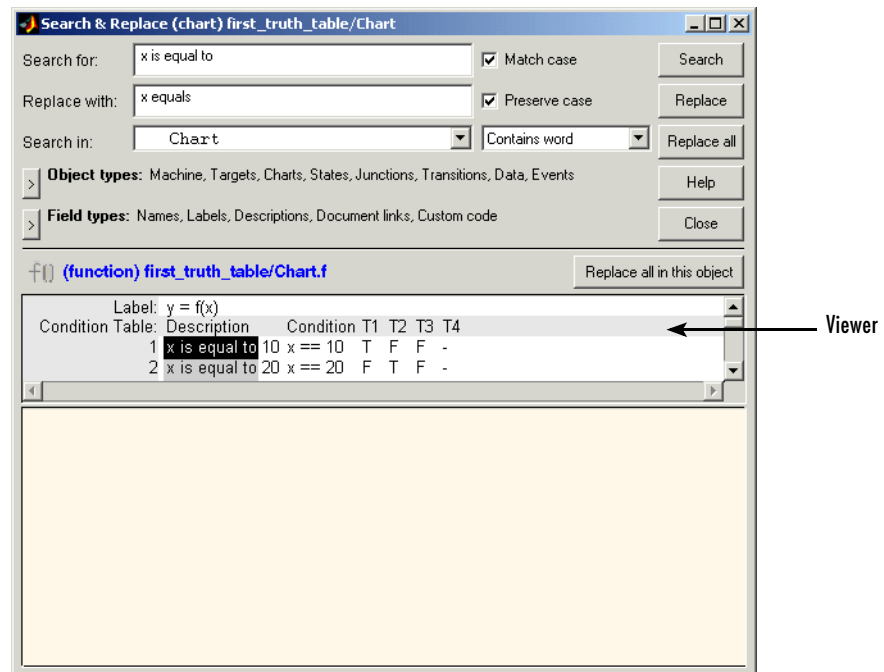 Search & Replace (chart) first_truth_table/Chart
Search for: x is equal to Match case Search
Replace with: x equals Preserve case Replace
Search in: Chart Contains word Replace all
> Object types: Machine, Targets, Charts, States, Junctions, Transitions, Data, Events Help
> Field types: Names, Labels, Descriptions, Document links, Custom code Close
f() (function) first_truth_table/Chart.f Replace all in this object
Label: y = f(x)
Condition Table: Description Condition T1 T2 T3 T4
1 x is equal to 10 x == 10 T F F -
2 x is equal to 20 x == 20 F T F -
Viewer